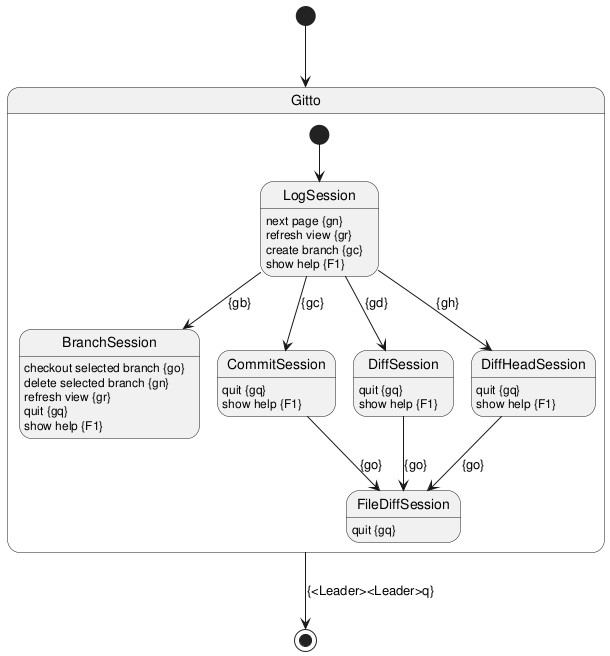 Gitto
LogSession
next page {gn}
refresh view {gr}
create branch {gc}
show help {F1}
{gb}
{gc}
{gd}
{gh}
BranchSession
checkout selected branch {go}
delete selected branch {gn}
refresh view {gr}
quit {gq}
show help {F1}
CommitSession
quit {gq}
show help {F1}
DiffSession
quit {gq}
show help {F1}
DiffHeadSession
quit {gq}
show help {F1}
{go}
{go}
{go}
FileDiffSession
quit {gq}
{<Leader><Leader>q}